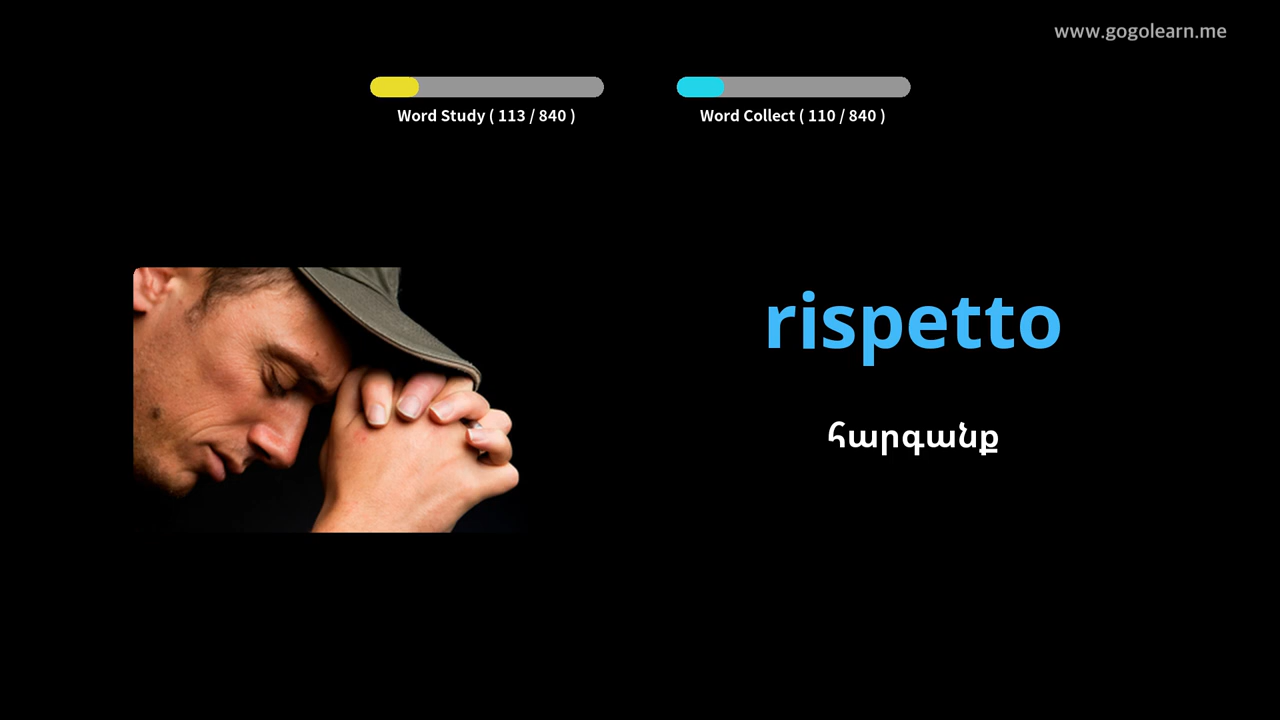 www.gogolearn.me
Word Study ( 113 / 840 )
Word Collect ( 110 / 840 )
rispetto
հարգանք